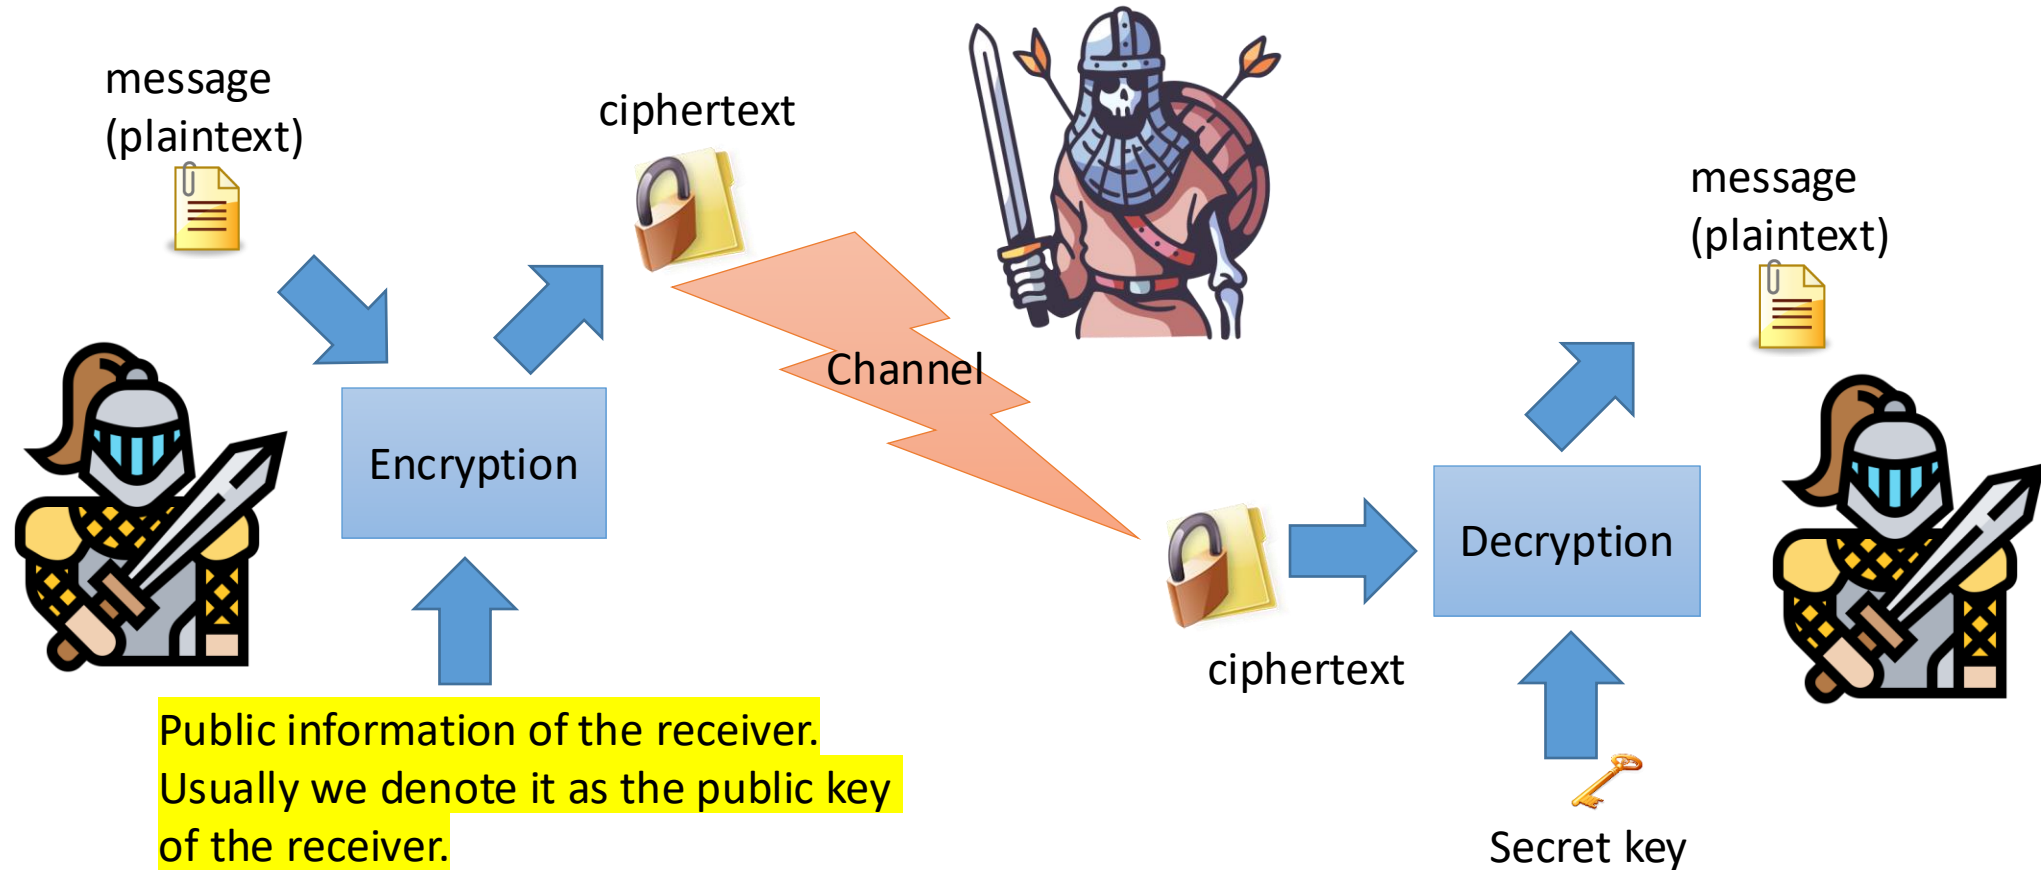 message
(plaintext)
ciphertext
Channel
Encryption
Public information of the receiver.
Usually we denote it as the public key
of the receiver.
message
(plaintext)
Decryption
ciphertext
Secret key